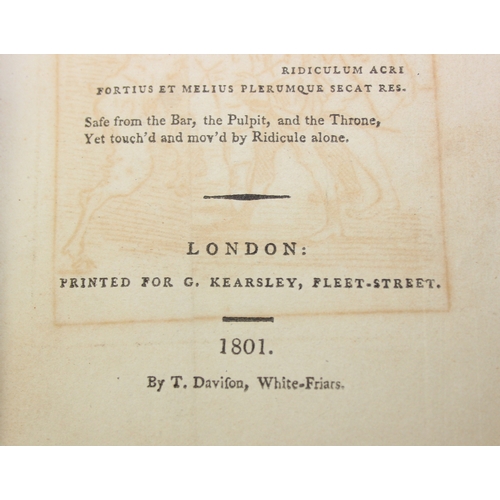 RIDICULUM ACRI
FORTIUS ET MELIUS PLERUMQUE SECAT RES.
Safe from the Bar, the Pulpit, and the Throne,
Yet touch'd and mov'd by Ridicule alone.
LONDON:
PRINTED FOR G. KEARSLEY, FLEET-STREET.
1801.
By T. Daviſon, White-Friars.